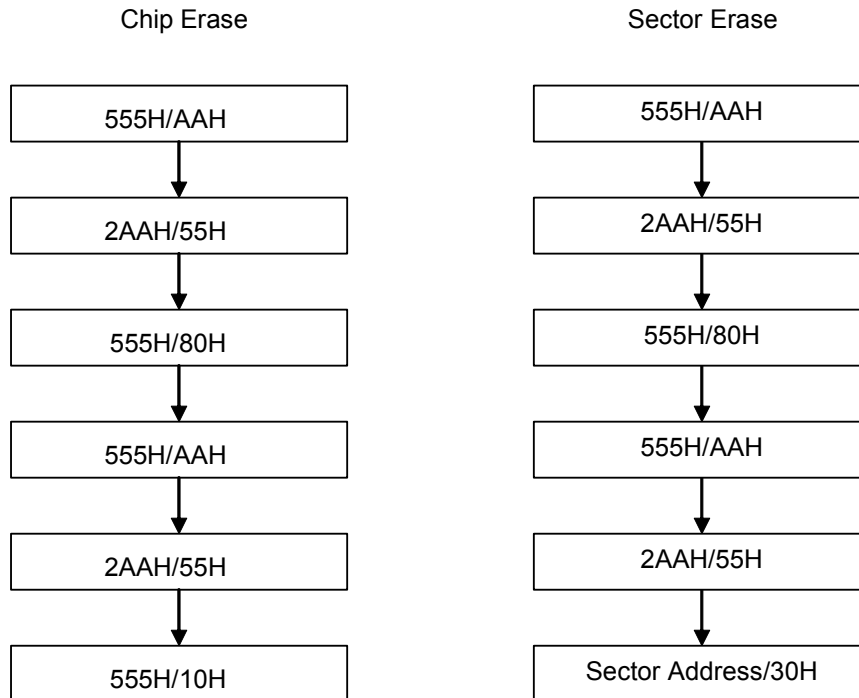 Chip Erase
555H/AAH
2AAH/55H
555H/80H
555H/AAH
2AAH/55H
555H/10H
Sector Erase
555H/AAH
2AAH/55H
555H/80H
555H/AAH
2AAH/55H
Sector Address/30H